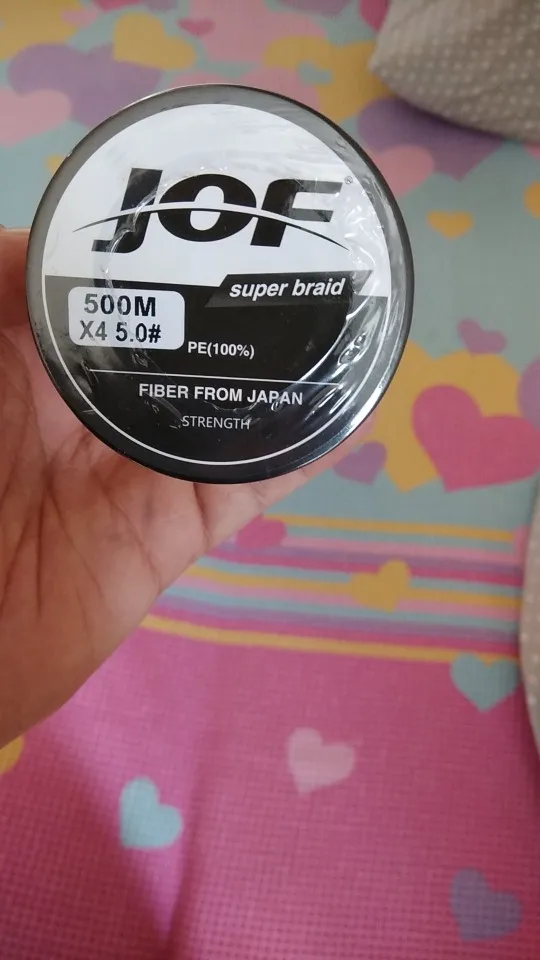 JOF®
super braid
500M
X4 5.0#
PE(100%)
FIBER FROM JAPAN
STRENGTH